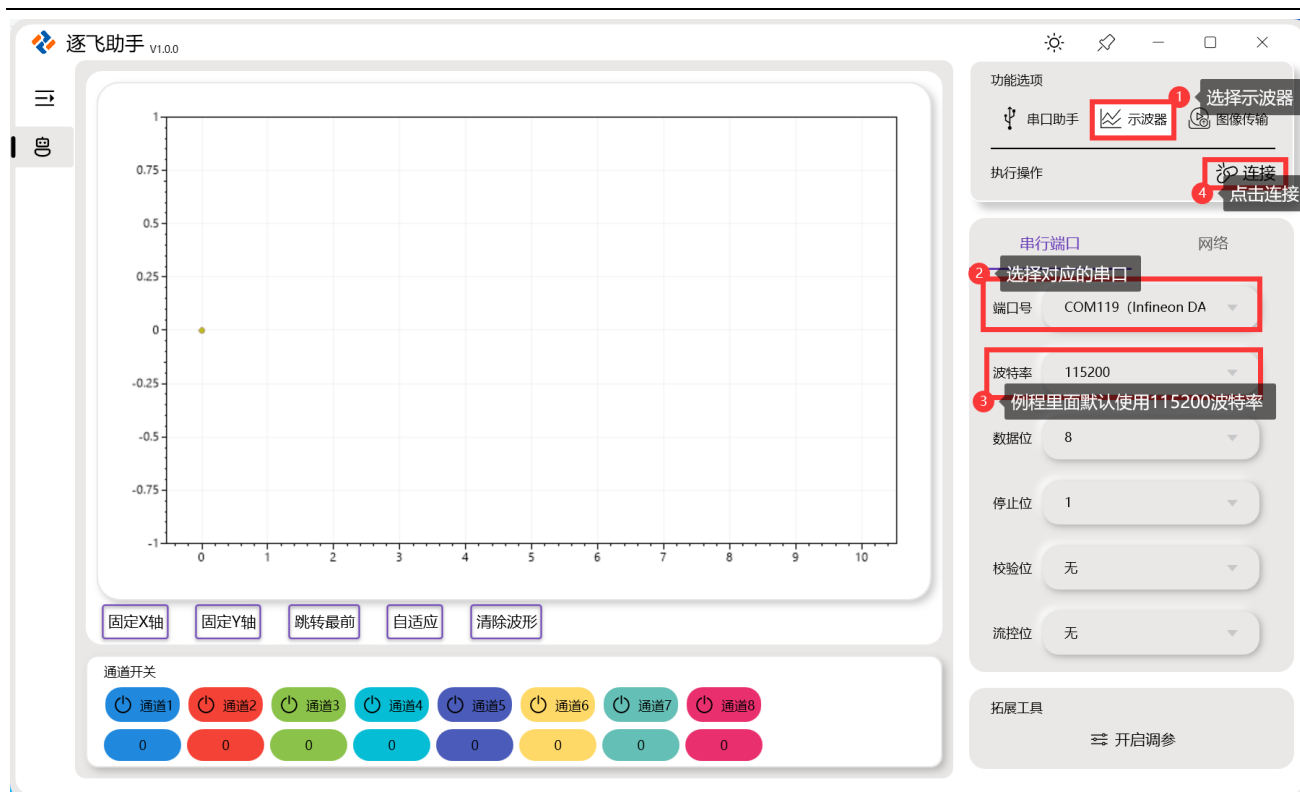 逐飞助手 V1.0.0
1
0.75
0.5
0.25
0
-0.25
-0.5
-0.75
-1
0 1 2 3 4 5 6 7 8 9 10
固定X轴 固定Y轴 跳转最前 自适应 清除波形
通道开关
通道1 通道2 通道3 通道4 通道5 通道6 通道7 通道8
0 0 0 0 0 0 0 0
功能选项
1 选择示波器
串口助手 示波器 图像传输
执行操作 连接
4 点击连接
串行端口 网络
2 选择对应的串口
端口号 COM119（Infineon DA
波特率 115200
3 例程里面默认使用115200波特率
数据位 8
停止位 1
校验位 无
流控位 无
拓展工具
开启调参